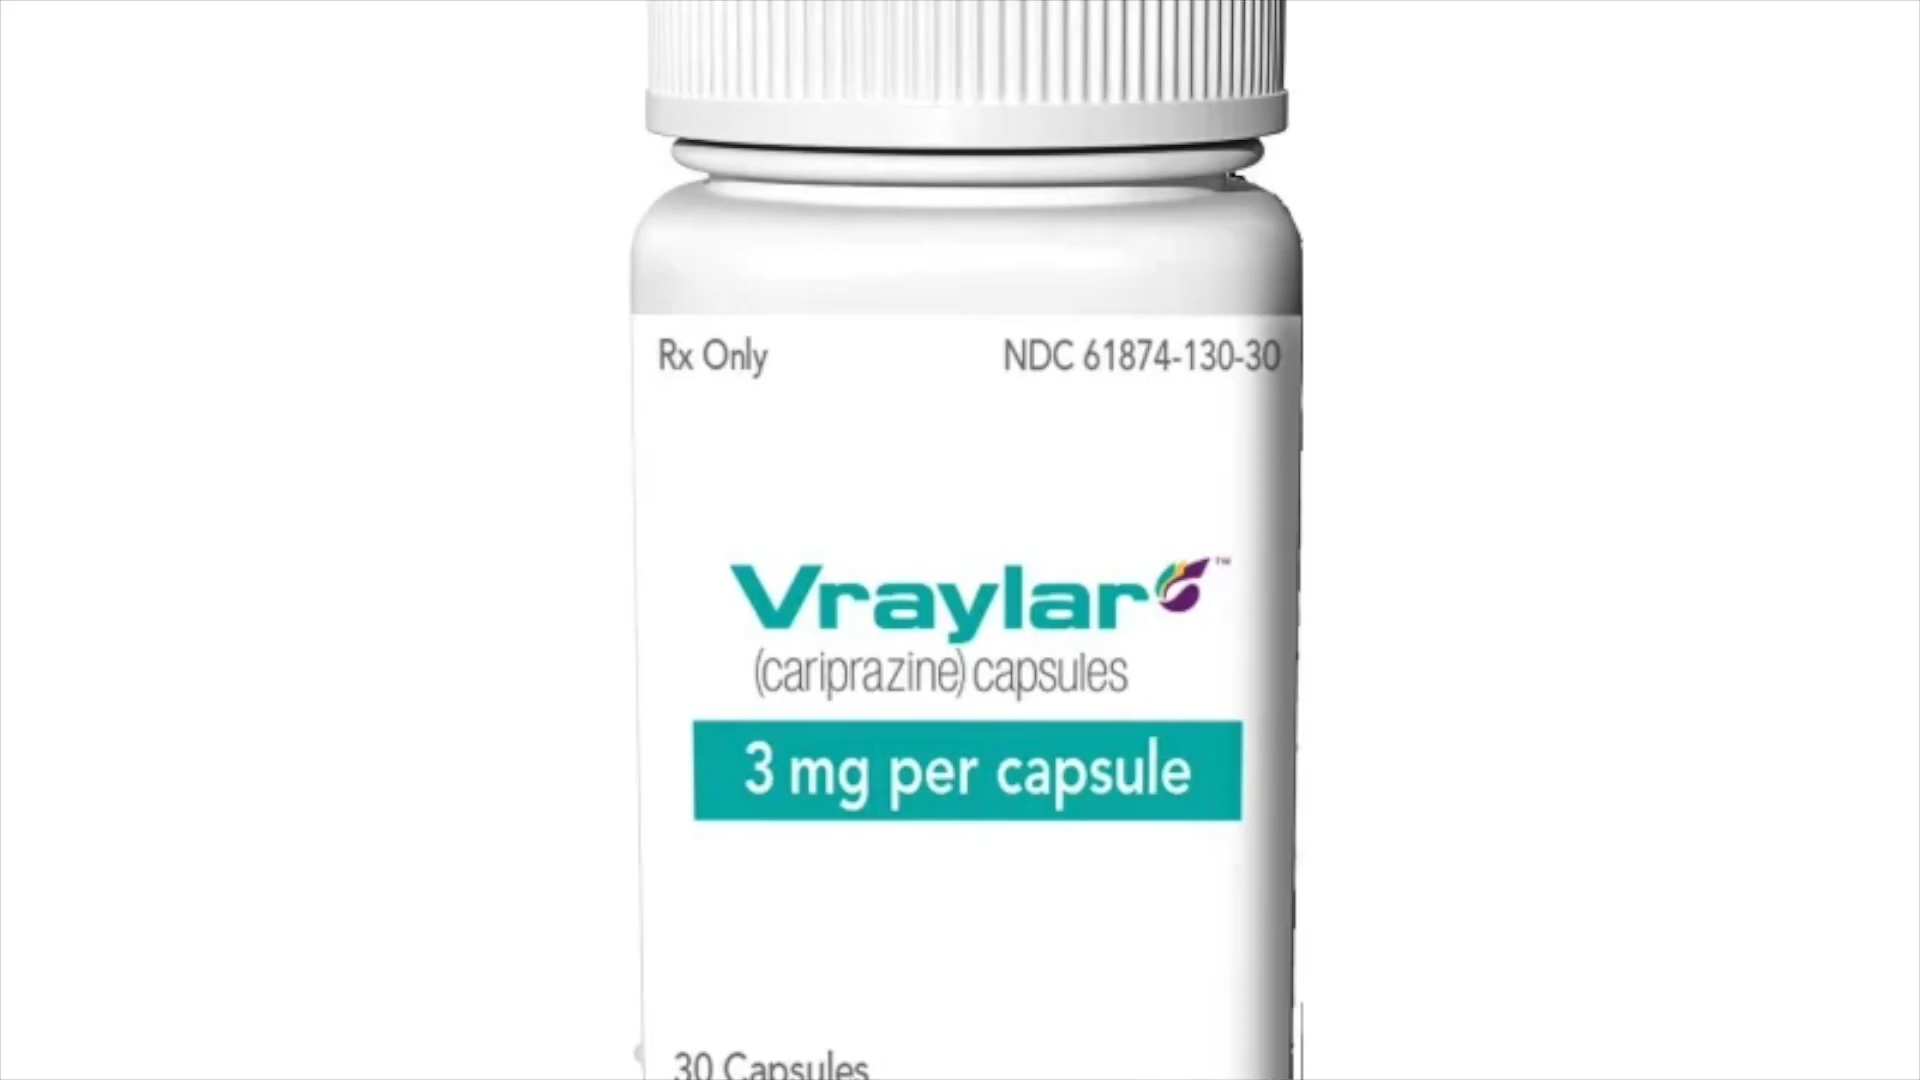 Rx Only NDC 61874-130-30
Vraylar™
(cariprazine) capsules
3 mg per capsule
30 Capsules